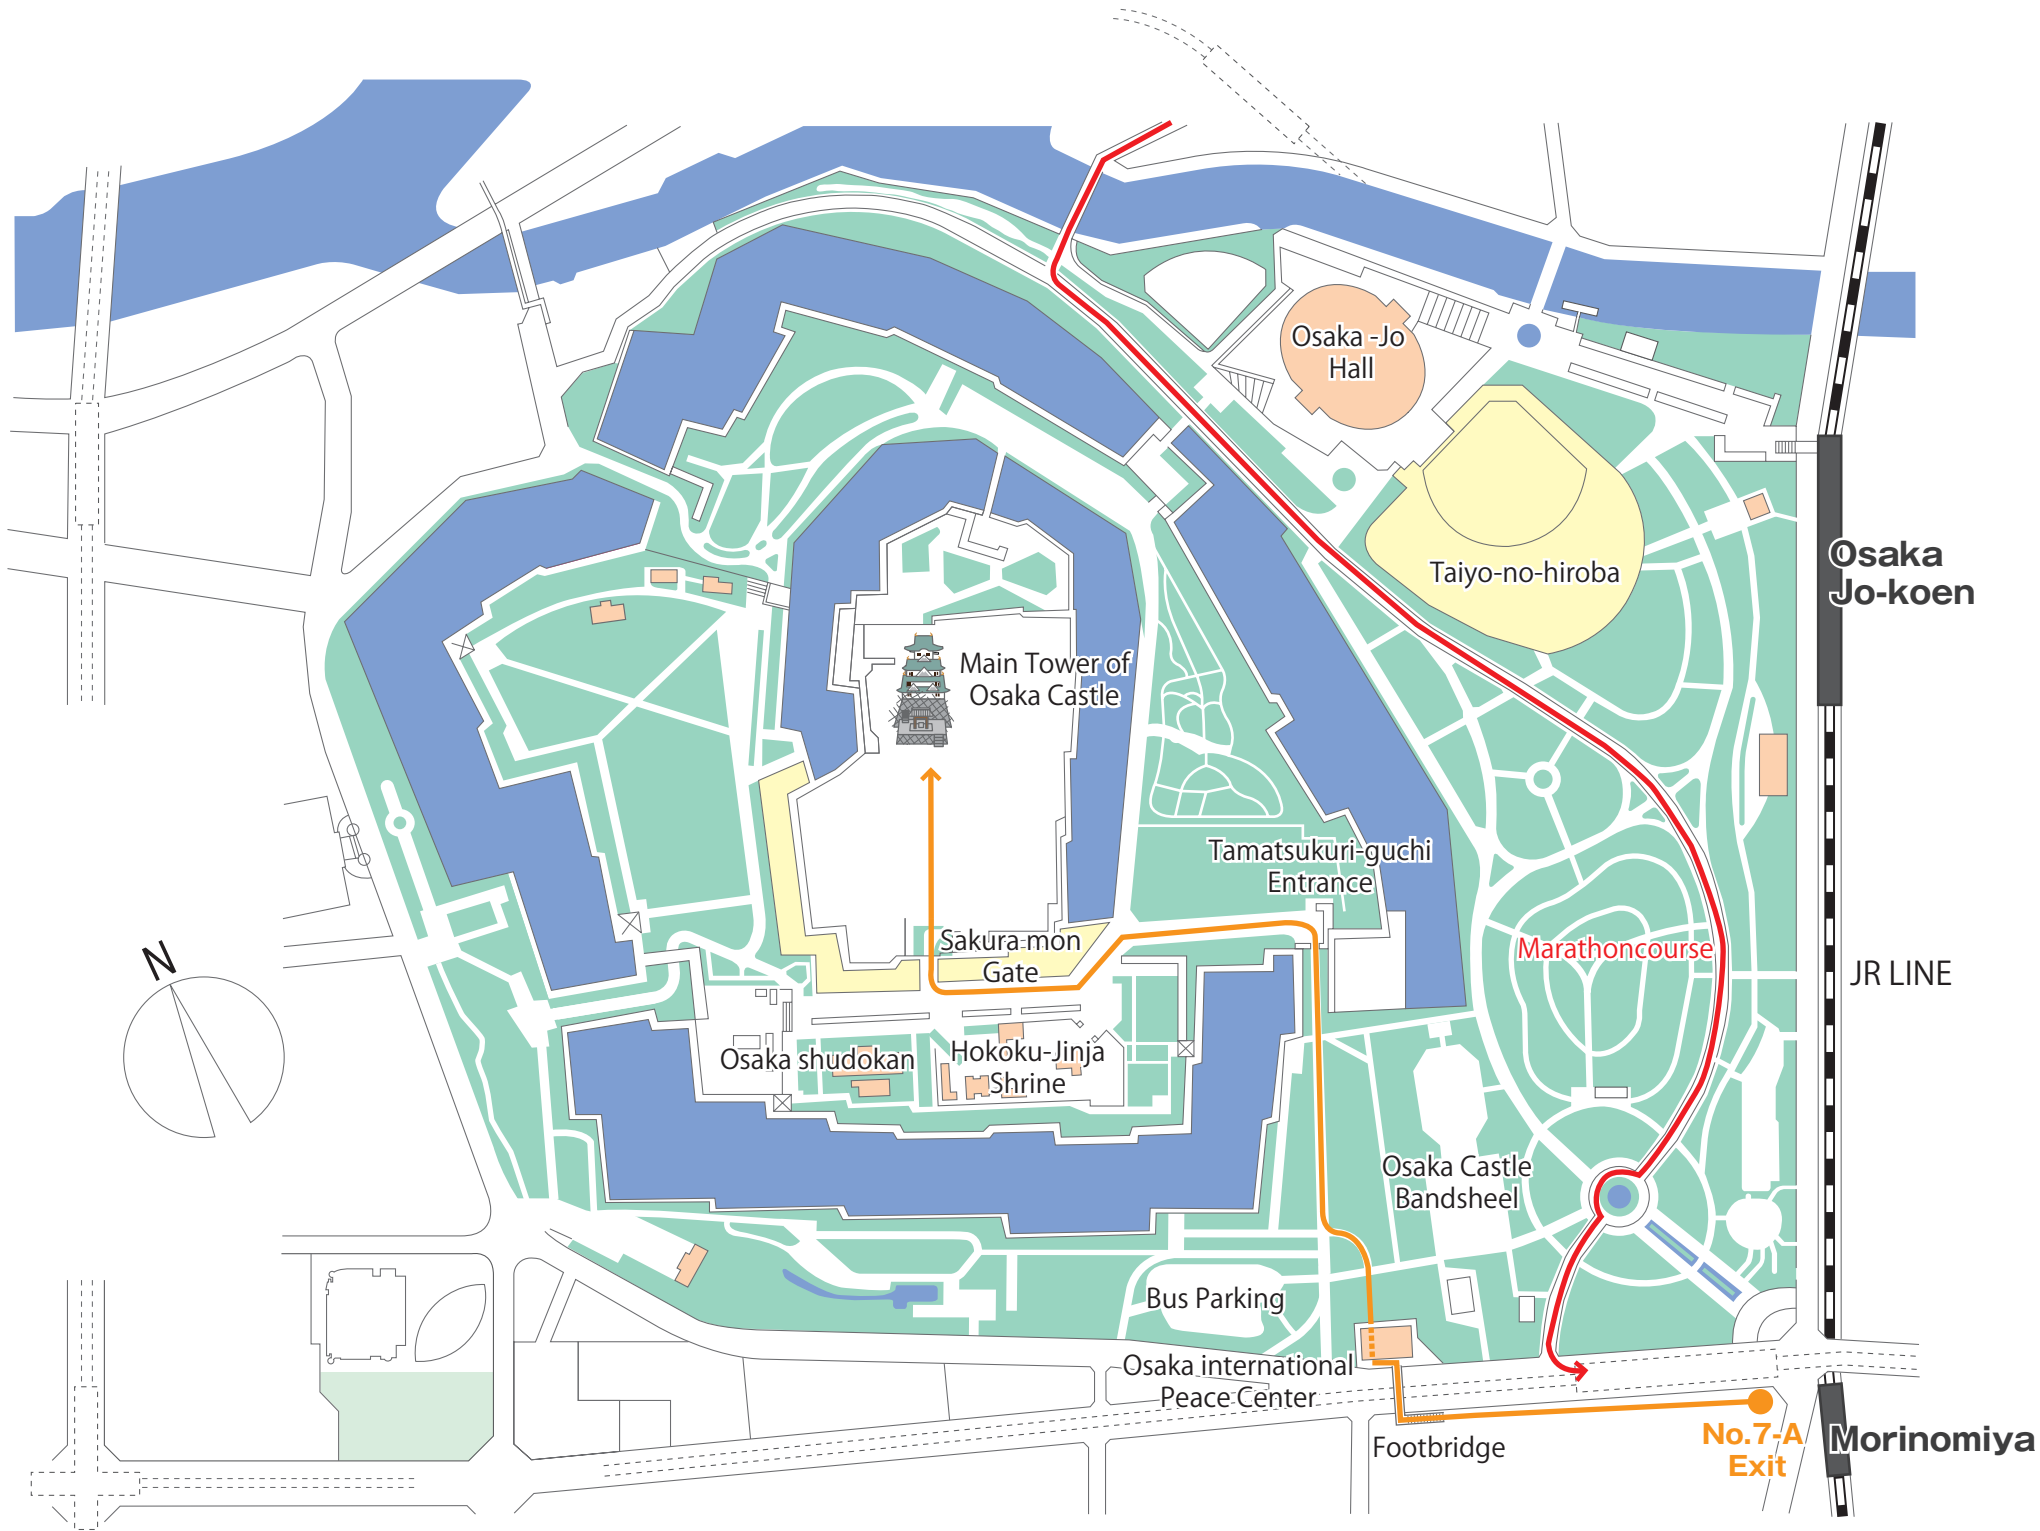 Osaka -Jo
Hall
Taiyo-no-hiroba
Osaka
Jo-koen
Main Tower of
Osaka Castle
Tamatsukuri-guchi
Entrance
N
Sakura mon
Gate
Marathoncourse
JR LINE
Osaka shudokan
Hokoku-Jinja
Shrine
Osaka Castle
Bandsheel
Bus Parking
Osaka international
Peace Center
Footbridge
No.7-A
Exit
Morinomiya